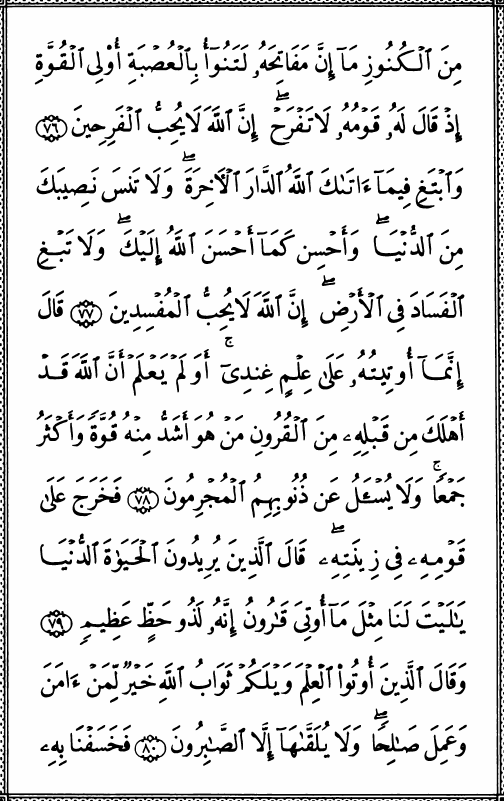 مِنَ ٱلْكُنُوزِ مَآ إِنَّ مَفَاتِحَهُۥ لَتَنُوٓأُ بِٱلْعُصْبَةِ أُو۟لِى ٱلْقُوَّةِ
إِذْ قَالَ لَهُۥ قَوْمُهُۥ لَا تَفْرَحْ ۖ إِنَّ ٱللَّهَ لَا يُحِبُّ ٱلْفَرِحِينَ ٧٦
وَٱبْتَغِ فِيمَآ ءَاتَىٰكَ ٱللَّهُ ٱلدَّارَ ٱلْـَٔاخِرَةَ ۖ وَلَا تَنسَ نَصِيبَكَ
مِنَ ٱلدُّنْيَا ۖ وَأَحْسِن كَمَآ أَحْسَنَ ٱللَّهُ إِلَيْكَ ۖ وَلَا تَبْغِ
ٱلْفَسَادَ فِى ٱلْأَرْضِ ۖ إِنَّ ٱللَّهَ لَا يُحِبُّ ٱلْمُفْسِدِينَ ٧٧ قَالَ
إِنَّمَآ أُوتِيتُهُۥ عَلَىٰ عِلْمٍ غِندِىٓ ۚ أَوَلَمْ يَعْلَمْ أَنَّ ٱللَّهَ قَدْ
أَهْلَكَ مِن قَبْلِهِۦ مِنَ ٱلْقُرُونِ مَنْ هُوَ أَشَدُّ مِنْهُ قُوَّةً وَأَكْثَرُ
جَمْعًا ۚ وَلَا يُسْـَٔلُ عَن ذُنُوبِهِمُ ٱلْمُجْرِمُونَ ٧٨ فَخَرَجَ عَلَىٰ
قَوْمِهِۦ فِى زِينَتِهِۦ ۖ قَالَ ٱلَّذِينَ يُرِيدُونَ ٱلْحَيَوٰةَ ٱلدُّنْيَا
يَـٰلَيْتَ لَنَا مِثْلَ مَآ أُوتِىَ قَـٰرُونُ إِنَّهُۥ لَذُو حَظٍّ عَظِيمٍ ٧٩
وَقَالَ ٱلَّذِينَ أُوتُوا۟ ٱلْعِلْمَ وَيْلَكُمْ ثَوَابُ ٱللَّهِ خَيْرٌ لِّمَنْ ءَامَنَ
وَعَمِلَ صَـٰلِحًا ۖ وَلَا يُلَقَّىٰهَآ إِلَّا ٱلصَّـٰبِرُونَ ٨٠ فَخَسَفْنَا بِهِۦ